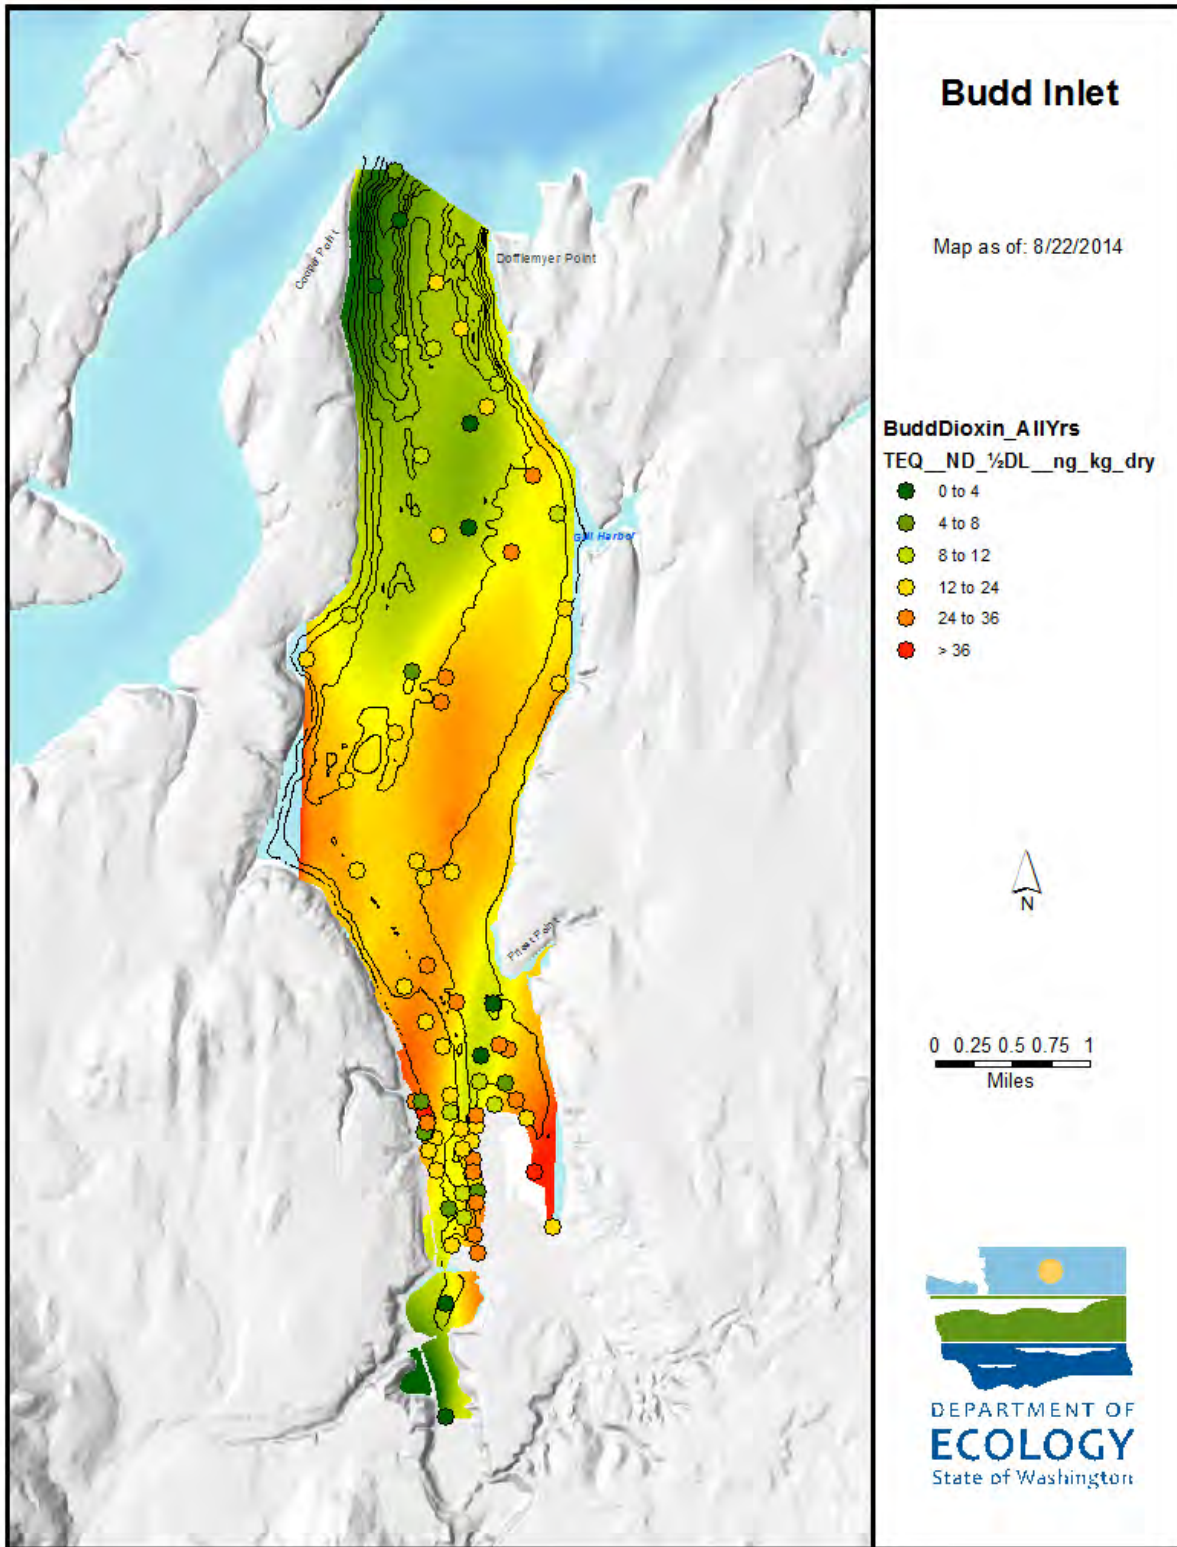 Budd Inlet
Map as of: 8/22/2014
Cooper Point
Dofflemyer Point
BuddDioxin_AllYrs
TEQ__ND_½DL__ng_kg_dry
0 to 4
4 to 8
8 to 12
12 to 24
24 to 36
> 36
Gull Harbor
N
Priest Point
0 0.25 0.5 0.75 1
Miles
DEPARTMENT OF
ECOLOGY
State of Washington